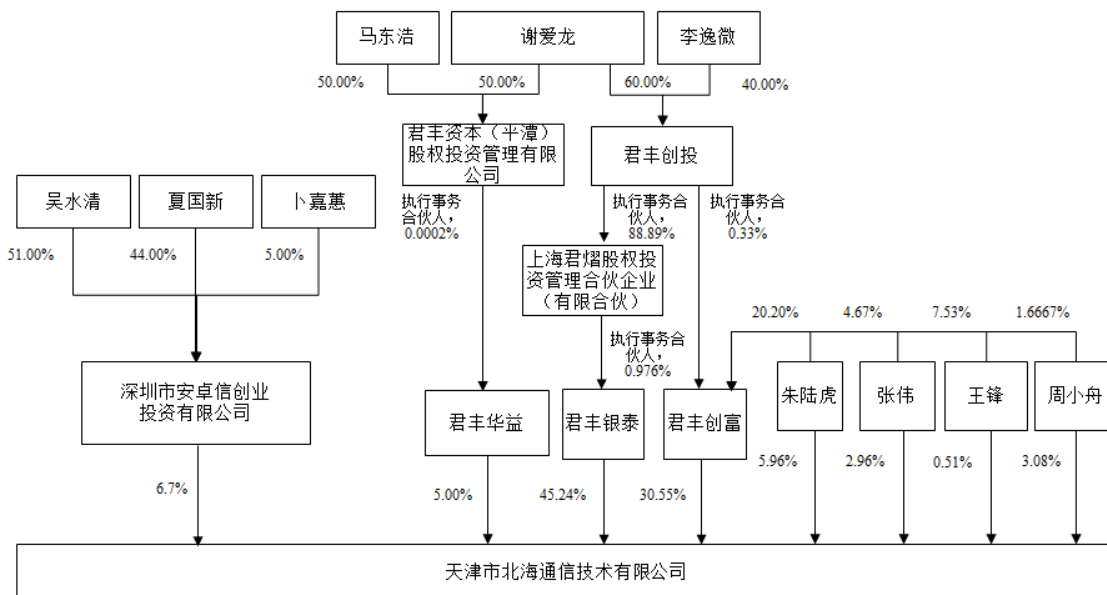 马东浩
谢爱龙
李逸微
50.00%
50.00%
60.00%
40.00%
君丰资本（平潭）
股权投资管理有限
公司
君丰创投
吴水清
夏国新
卜嘉蕙
执行事务
合伙人，
0.0002%
执行事务合
伙人，
88.89%
执行事务合
伙人，
0.33%
51.00%
44.00%
5.00%
上海君熠股权投
资管理合伙企业
（有限合伙）
20.20%
4.67%
7.53%
1.6667%
执行事务合
伙人，
0.976%
深圳市安卓信创业
投资有限公司
君丰华益
君丰银泰
君丰创富
朱陆虎
张伟
王锋
周小舟
6.7%
5.00%
45.24%
30.55%
5.96%
2.96%
0.51%
3.08%
天津市北海通信技术有限公司